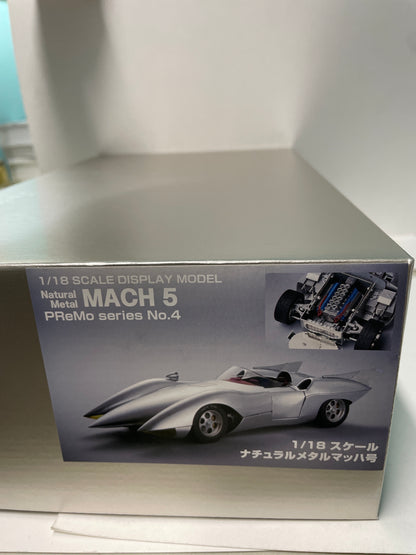 1/18 SCALE DISPLAY MODEL
Natural Metal MACH 5
PReMo series No.4
1/18 スケール
ナチュラルメタルマッハ号